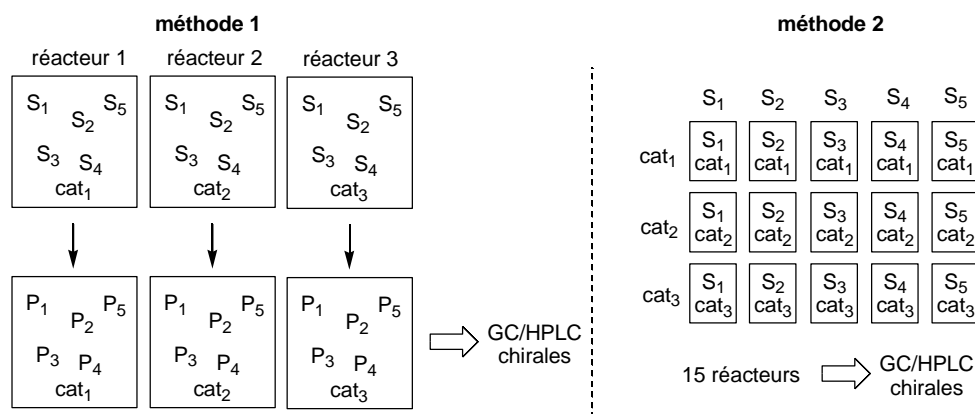 méthode 1
réacteur 1 réacteur 2 réacteur 3
S1 S2 S5 S3 S4 cat1
S1 S2 S5 S3 S4 cat2
S1 S2 S5 S3 S4 cat3
P1 P2 P5 P3 P4 cat1
P1 P2 P5 P3 P4 cat2
P1 P2 P5 P3 P4 cat3
GC/HPLC
chirales
méthode 2
S1 S2 S3 S4 S5
cat1
S1 S2 S3 S4 S5
cat1 cat1 cat1 cat1 cat1
cat2
S1 S2 S3 S4 S5
cat2 cat2 cat2 cat2 cat2
cat3
S1 S2 S3 S4 S5
cat3 cat3 cat3 cat3 cat3
15 réacteurs
GC/HPLC
chirales